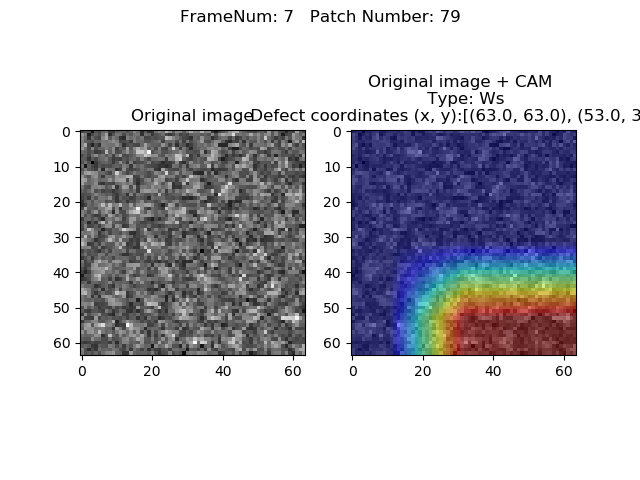 FrameNum: 7   Patch Number: 79
Original image
Original image + CAM
Type: Ws
Defect coordinates (x, y):[(63.0, 63.0), (53.0, 3
0
10
20
30
40
50
60
0 20 40 60
0
10
20
30
40
50
60
0 20 40 60